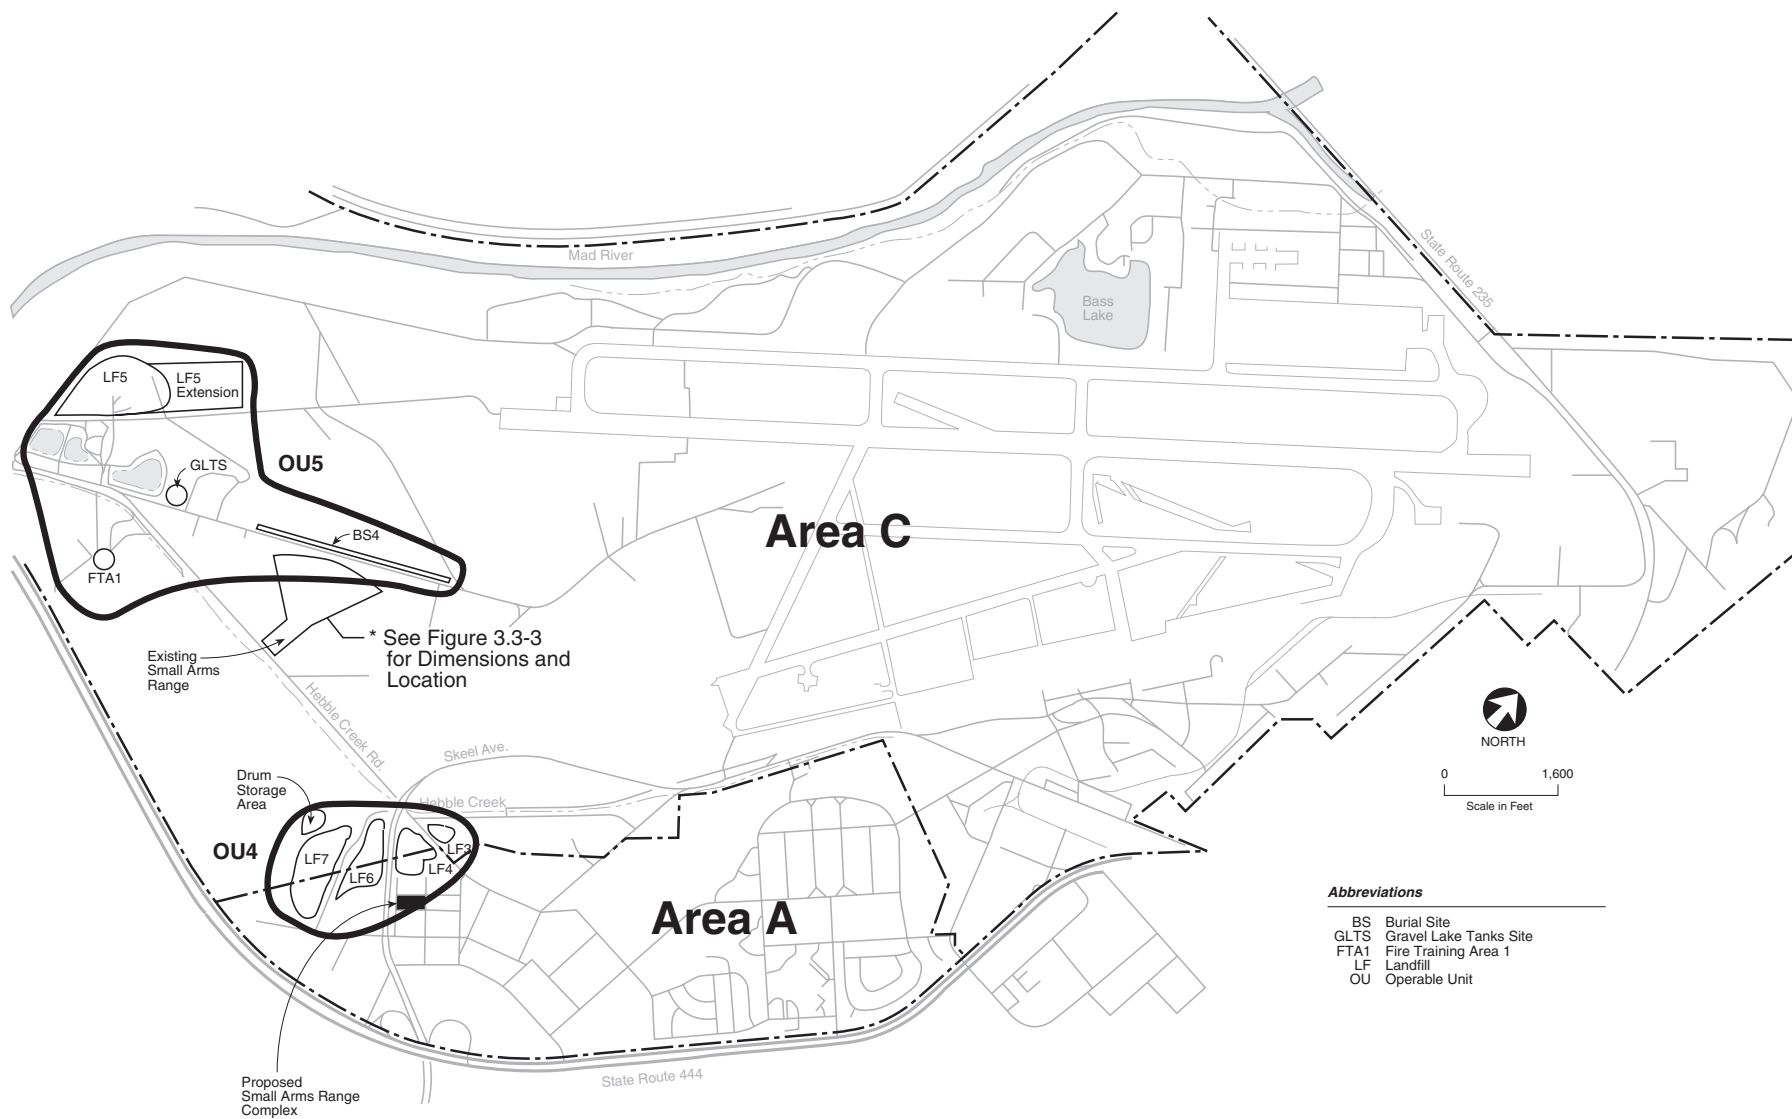 Mad River
State Route 235
Bass
Lake
LF5
LF5
Extension
GLTS
OU5
BS4
Area C
FTA1
* See Figure 3.3-3
for Dimensions and
Location
Existing
Small Arms
Range
Hebble Creek Rd.
NORTH
Skeel Ave.
Drum
Storage
Area
Hebble Creek
0 1,600
Scale in Feet
OU4
LF7
LF3
LF4
LF6
Area A
Abbreviations
BS Burial Site
GLTS Gravel Lake Tanks Site
FTA1 Fire Training Area 1
LF Landfill
OU Operable Unit
State Route 444
Proposed
Small Arms Range
Complex